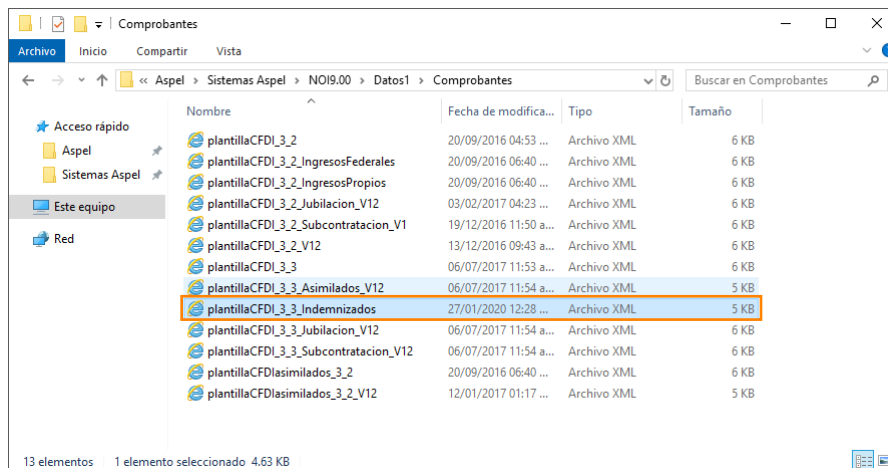 Comprobantes
Archivo Inicio Compartir Vista
« Aspel > Sistemas Aspel > NOI9.00 > Datos1 > Comprobantes Buscar en Comprobantes
Acceso rápido
Aspel
Sistemas Aspel
Este equipo
Red
Nombre Fecha de modifica... Tipo Tamaño
plantillaCFDI_3_2 20/09/2016 04:53 ... Archivo XML 6 KB
plantillaCFDI_3_2_IngresosFederales 20/09/2016 06:40 ... Archivo XML 6 KB
plantillaCFDI_3_2_IngresosPropios 20/09/2016 06:40 ... Archivo XML 6 KB
plantillaCFDI_3_2_Jubilacion_V12 03/02/2017 04:23 ... Archivo XML 6 KB
plantillaCFDI_3_2_Subcontratacion_V1 19/12/2016 11:50 a... Archivo XML 6 KB
plantillaCFDI_3_2_V12 13/12/2016 09:43 a... Archivo XML 6 KB
plantillaCFDI_3_3 06/07/2017 11:53 a... Archivo XML 6 KB
plantillaCFDI_3_3_Asimilados_V12 06/07/2017 11:54 a... Archivo XML 5 KB
plantillaCFDI_3_3_Indemnizados 27/01/2020 12:28 ... Archivo XML 5 KB
plantillaCFDI_3_3_Jubilacion_V12 06/07/2017 11:54 a... Archivo XML 6 KB
plantillaCFDI_3_3_Subcontratacion_V12 06/07/2017 11:54 a... Archivo XML 6 KB
plantillaCFDIasimilados_3_2 20/09/2016 06:40 ... Archivo XML 6 KB
plantillaCFDIasimilados_3_2_V12 12/01/2017 01:17 ... Archivo XML 5 KB
13 elementos 1 elemento seleccionado 4.63 KB